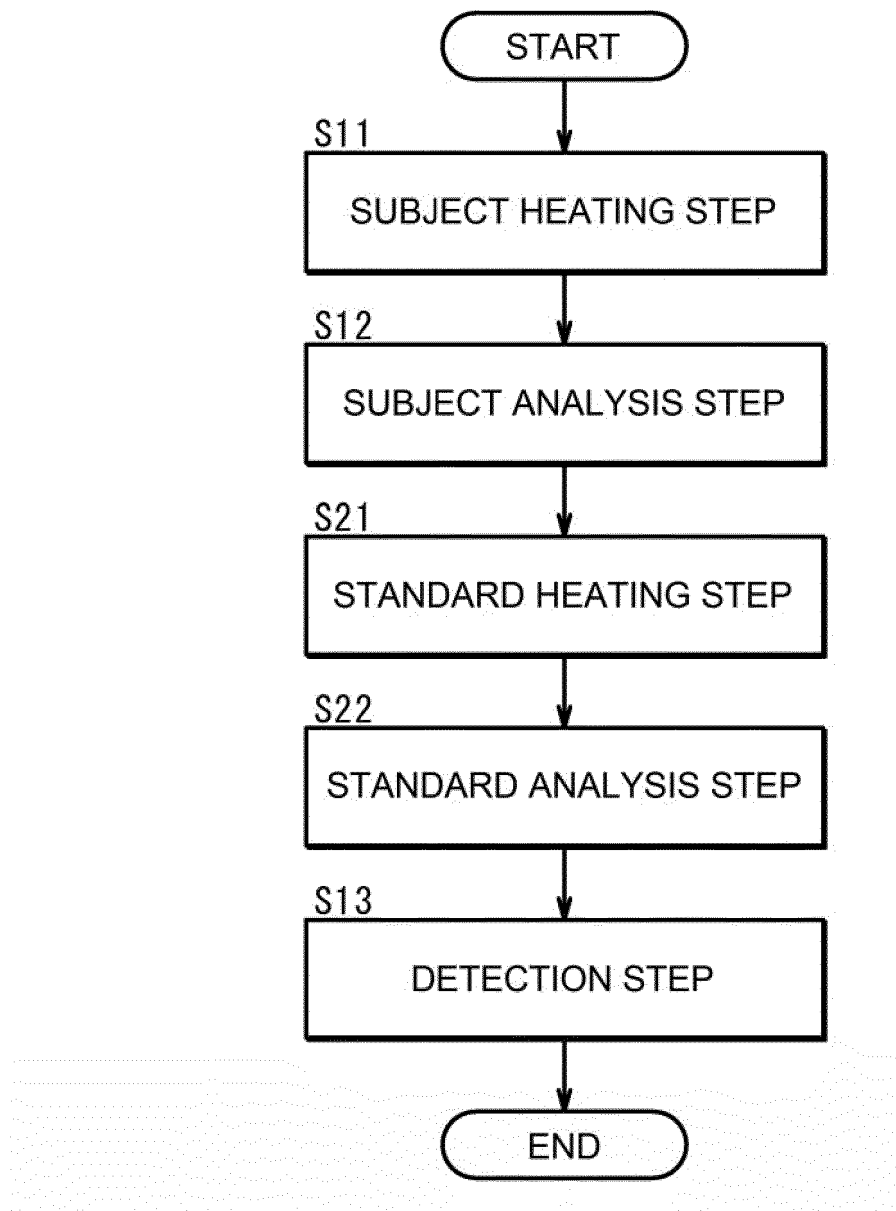 START
S11
SUBJECT HEATING STEP
S12
SUBJECT ANALYSIS STEP
S21
STANDARD HEATING STEP
S22
STANDARD ANALYSIS STEP
S13
DETECTION STEP
END